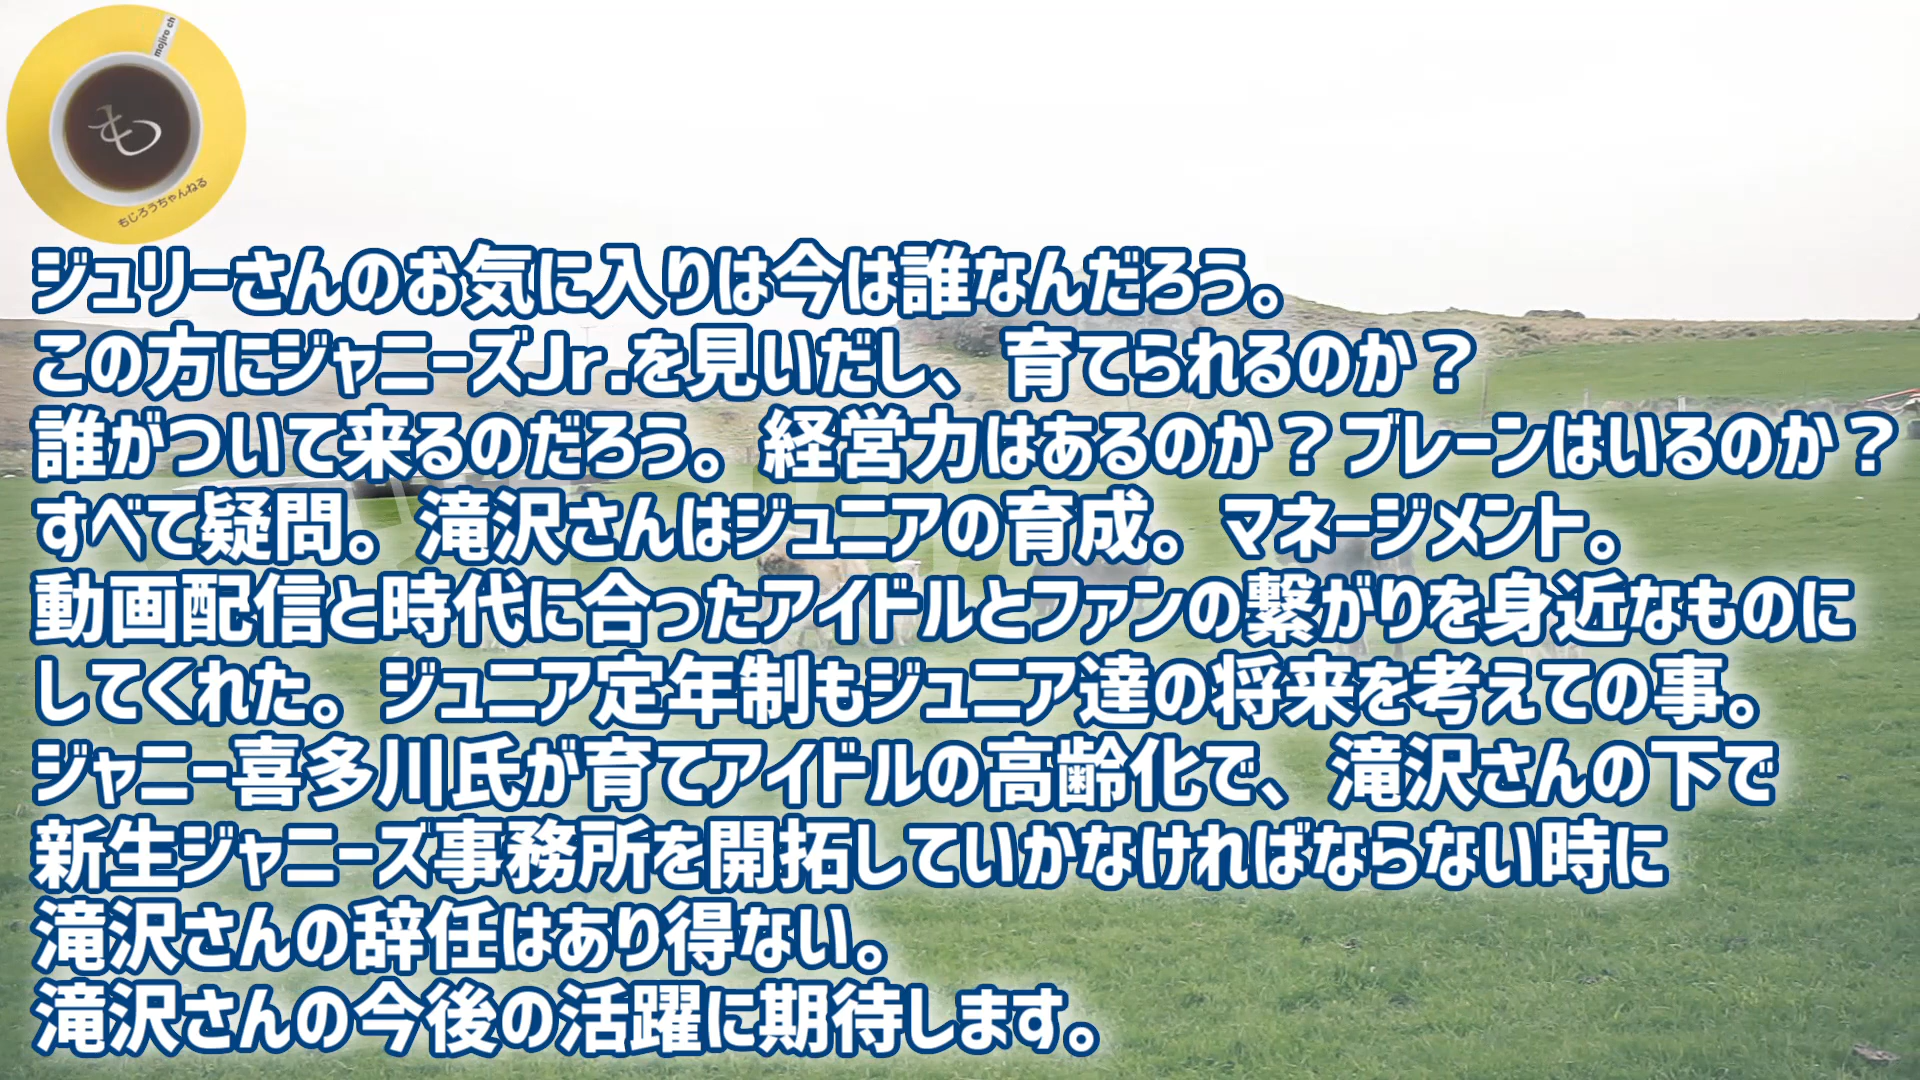 mojiro ch
も
もじろうちゃんねる
ジュリーさんのお気に入りは今は誰なんだろう。
この方にジャニーズJr.を見いだし、育てられるのか？
誰がついて来るのだろう。経営力はあるのか？ブレーンはいるのか？
すべて疑問。滝沢さんはジュニアの育成。マネージメント。
動画配信と時代に合ったアイドルとファンの繋がりを身近なものに
してくれた。ジュニア定年制もジュニア達の将来を考えての事。
ジャニー喜多川氏が育てアイドルの高齢化で、滝沢さんの下で
新生ジャニーズ事務所を開拓していかなければならない時に
滝沢さんの辞任はあり得ない。
滝沢さんの今後の活躍に期待します。